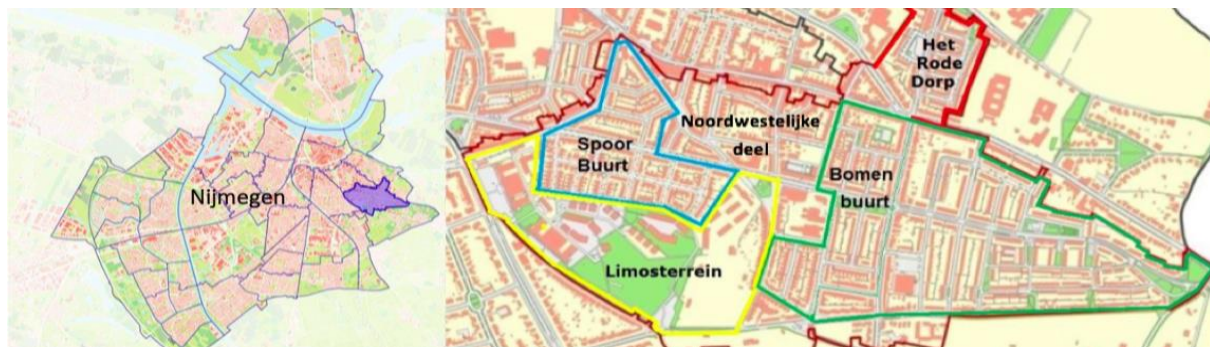 Nijmegen
Het
Rode
Dorp
Noordwestelijke
deel
Spoor
Buurt
Bomen
buurt
Limosterrein